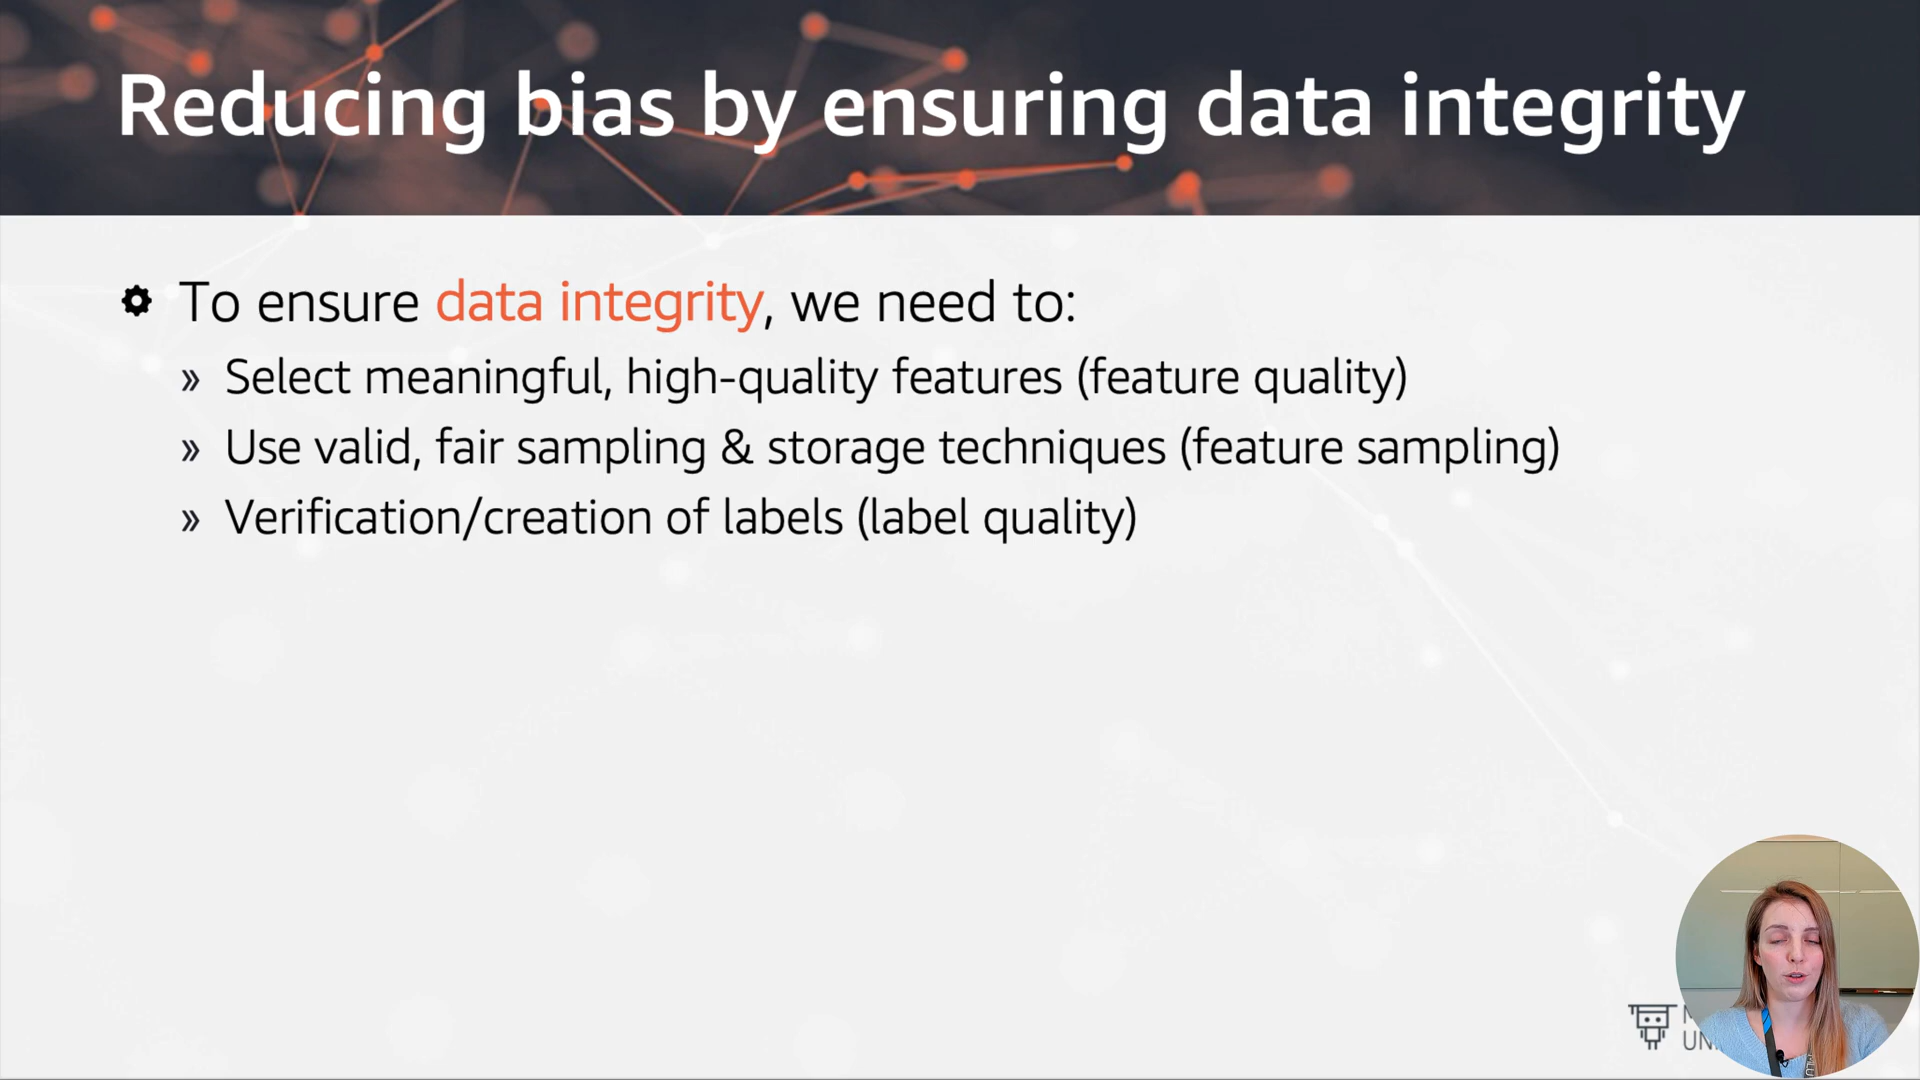 Reducing bias by ensuring data integrity
To ensure data integrity, we need to:
» Select meaningful, high-quality features (feature quality)
» Use valid, fair sampling & storage techniques (feature sampling)
» Verification/creation of labels (label quality)